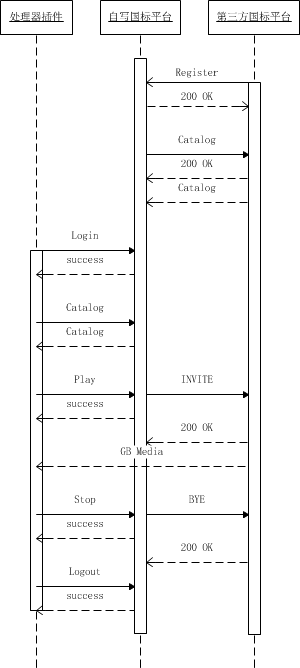 处理器插件 自写国标平台 第三方国标平台
Register
200 OK
Catalog
200 OK
Catalog
Login
success
Catalog
Catalog
Play INVITE
success
200 OK
GB Media
Stop BYE
success
200 OK
Logout
success